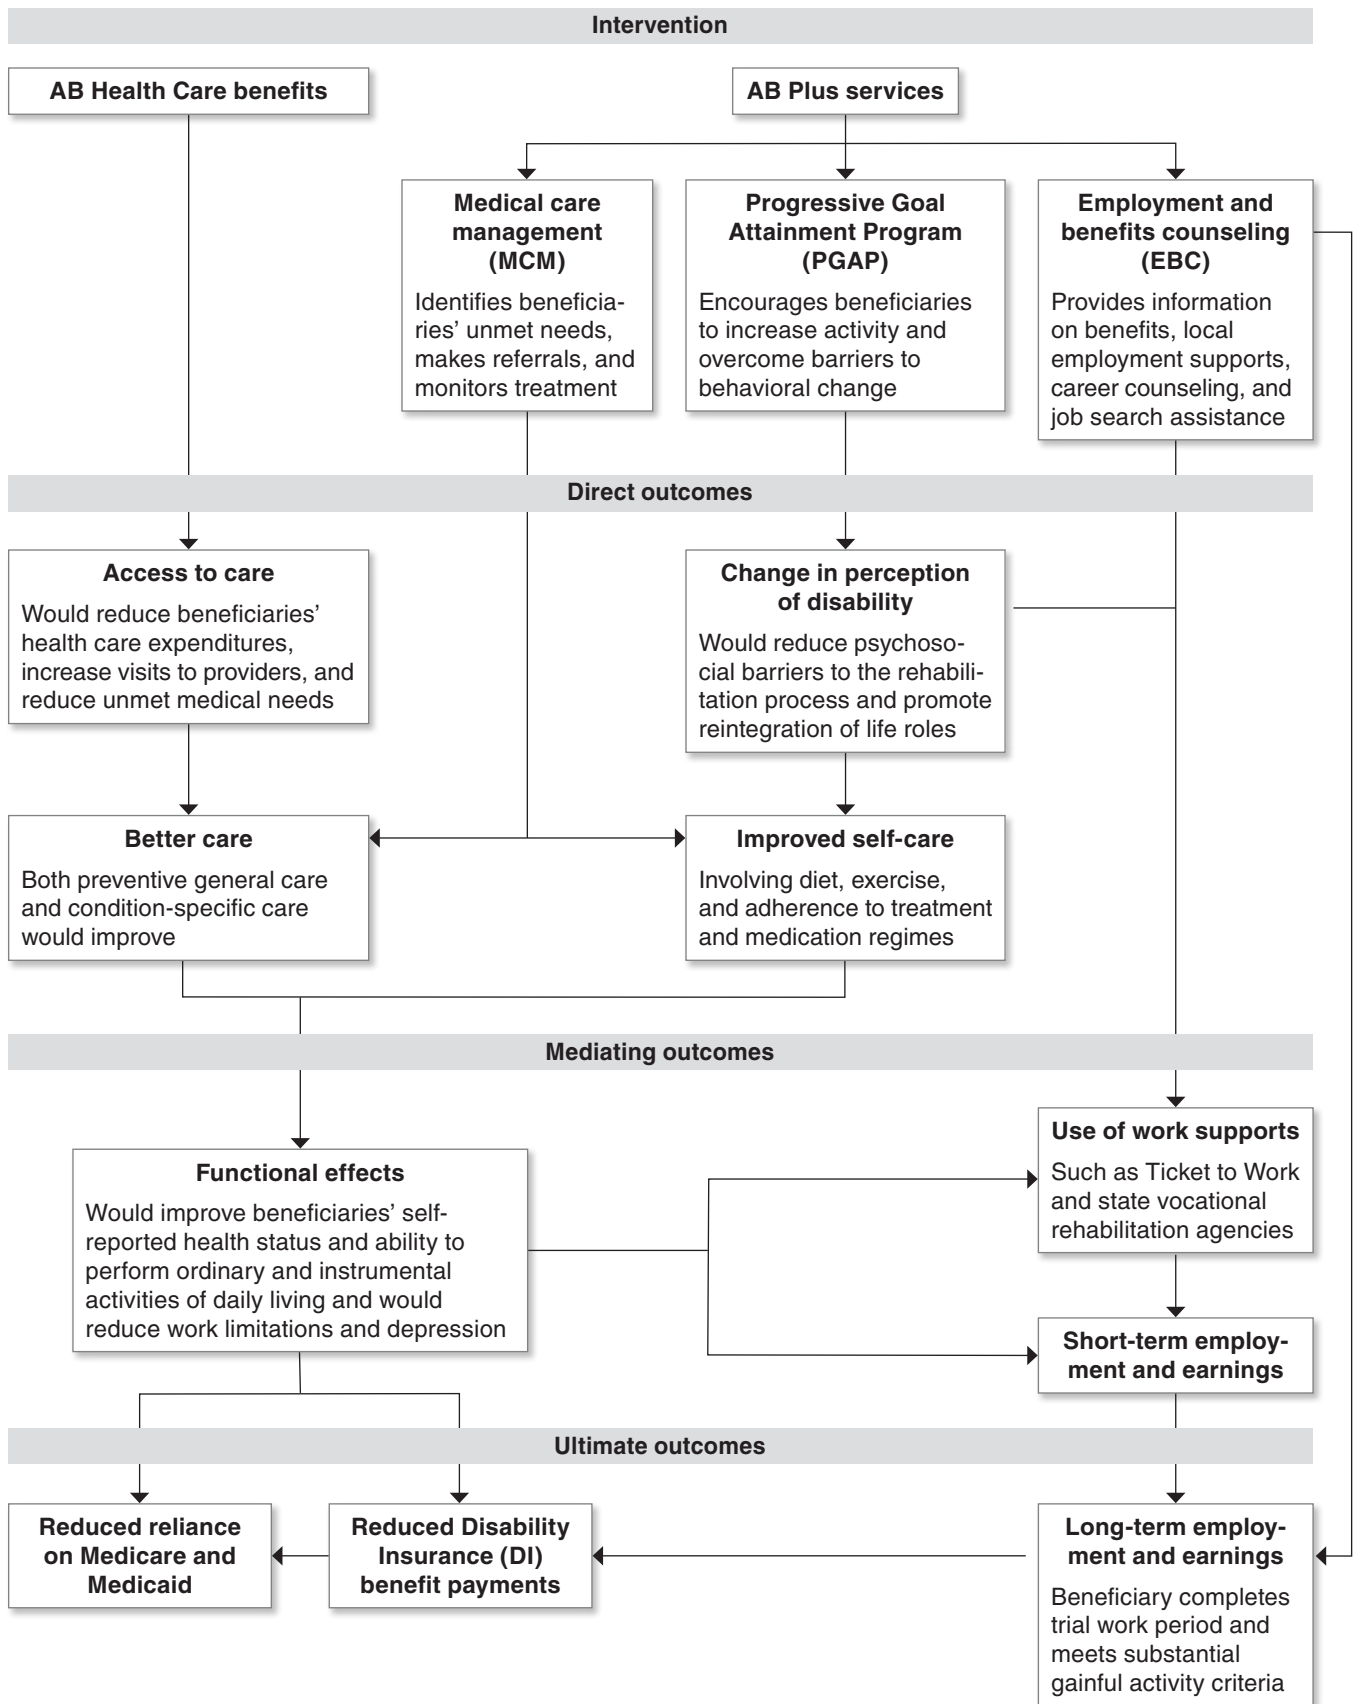 Intervention
AB Health Care benefits
AB Plus services
Medical care
management
(MCM)
Identifies beneficia-
ries’ unmet needs,
makes referrals, and
monitors treatment
Progressive Goal
Attainment Program
(PGAP)
Encourages beneficiaries
to increase activity and
overcome barriers to
behavioral change
Employment and
benefits counseling
(EBC)
Provides information
on benefits, local
employment supports,
career counseling, and
job search assistance
Direct outcomes
Access to care
Would reduce beneficiaries’
health care expenditures,
increase visits to providers, and
reduce unmet medical needs
Change in perception
of disability
Would reduce psychoso-
cial barriers to the rehabili-
tation process and promote
reintegration of life roles
Better care
Both preventive general care
and condition-specific care
would improve
Improved self-care
Involving diet, exercise,
and adherence to treatment
and medication regimes
Mediating outcomes
Functional effects
Would improve beneficiaries’ self-
reported health status and ability to
perform ordinary and instrumental
activities of daily living and would
reduce work limitations and depression
Use of work supports
Such as Ticket to Work
and state vocational
rehabilitation agencies
Short-term employ-
ment and earnings
Ultimate outcomes
Reduced reliance
on Medicare and
Medicaid
Reduced Disability
Insurance (DI)
benefit payments
Long-term employ-
ment and earnings
Beneficiary completes
trial work period and
meets substantial
gainful activity criteria